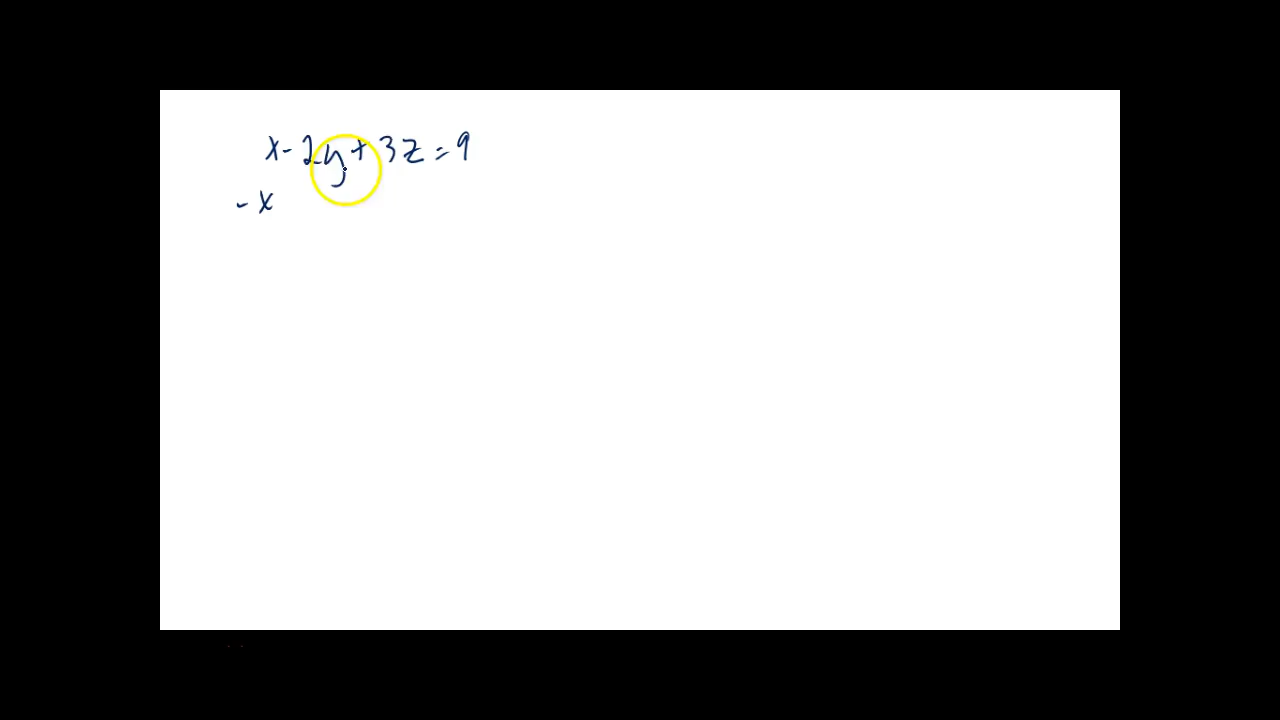 x - 2y + 3z = 9
- x